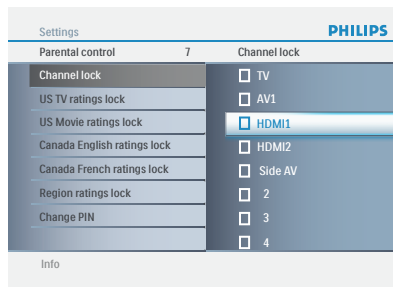 Settings
PHILIPS
Parental control 7 Channel lock
Channel lock
US TV ratings lock
US Movie ratings lock
Canada English ratings lock
Canada French ratings lock
Region ratings lock
Change PIN
TV
AV1
HDMI1
HDMI2
Side AV
2
3
4
Info